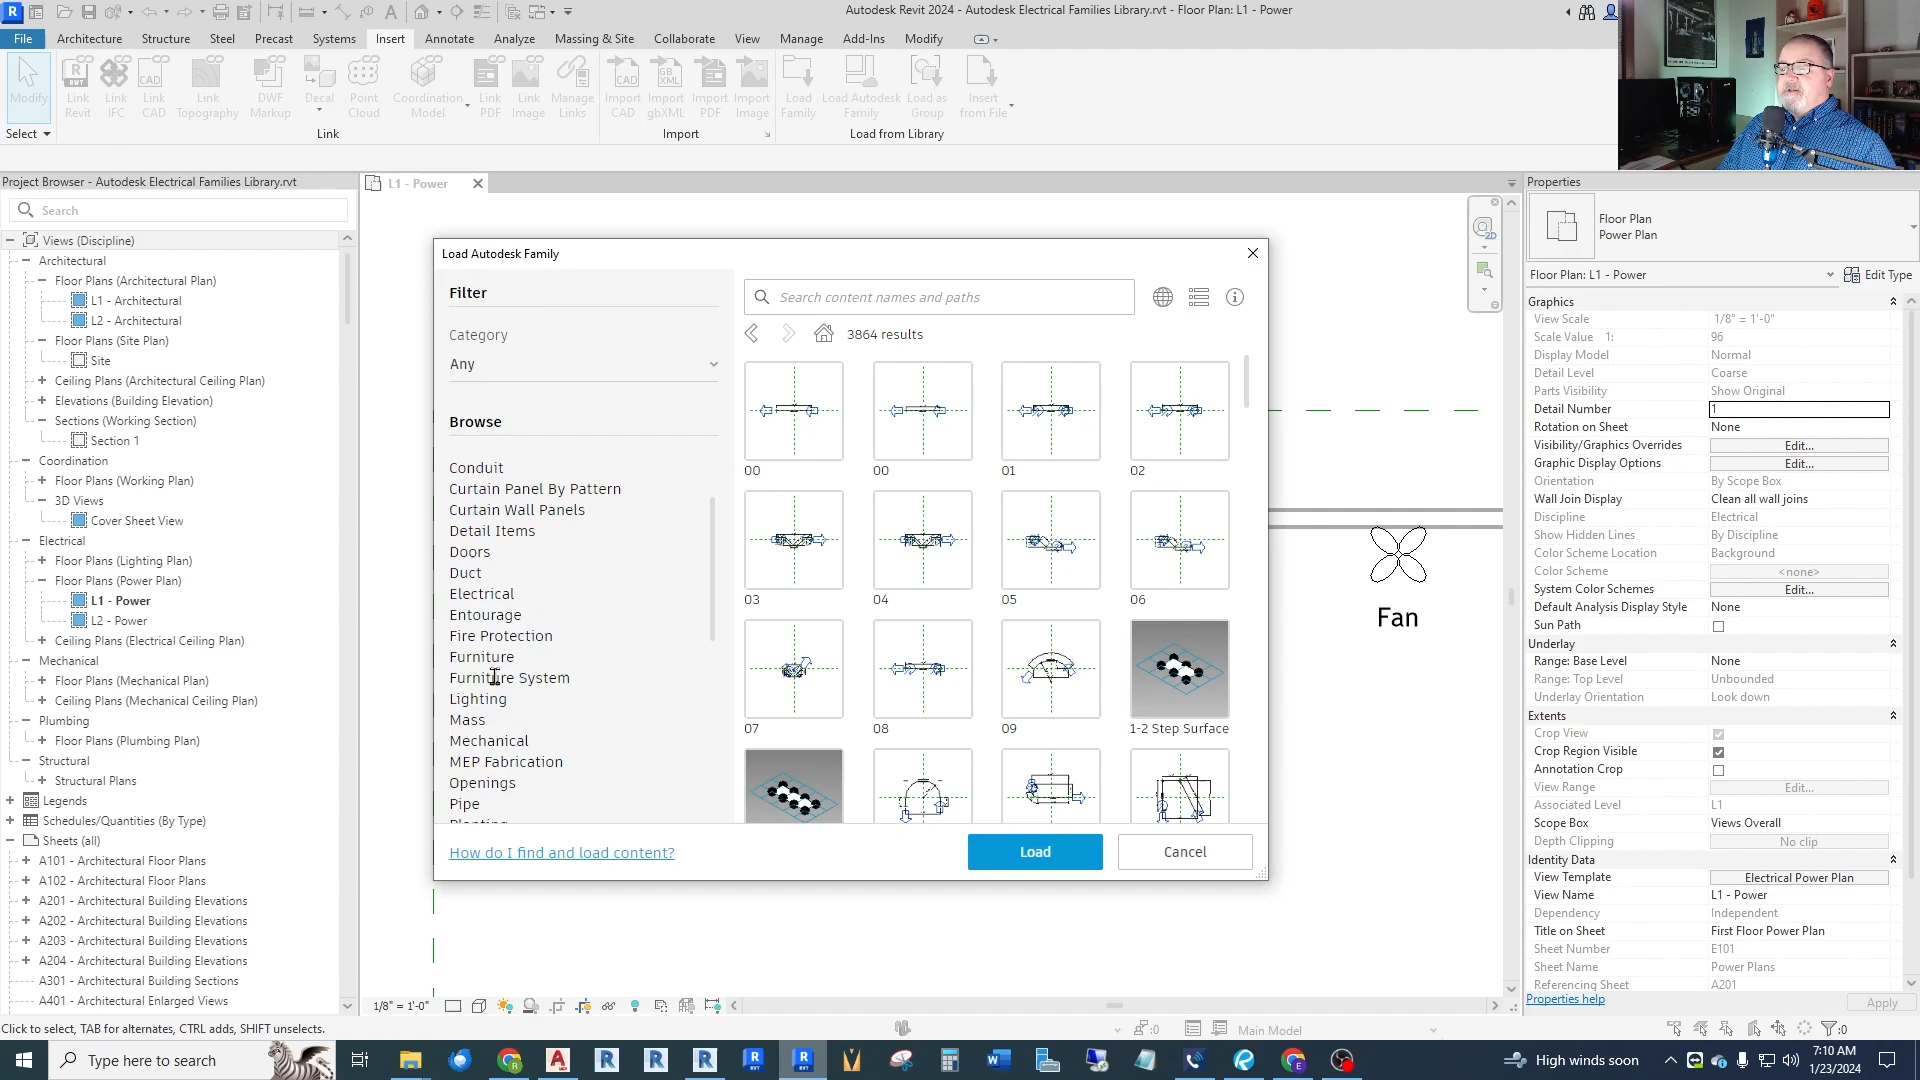 Autodesk Revit 2024 - Autodesk Electrical Families Library.rvt - Floor Plan: L1 - Power
File Architecture Structure Steel Precast Systems Insert Annotate Analyze Massing & Site Collaborate View Manage Add-Ins Modify
Modify
Link Revit
Link IFC
Link CAD
Link Topography
DWF Markup
Decal
Point Cloud
Coordination Model
Link PDF
Link Image
Manage Links
Import CAD
Import gbXML
Import PDF
Import Image
Load Family
Load Autodesk Family
Load as Group
Insert from File
Select
Link
Import
Load from Library
Project Browser - Autodesk Electrical Families Library.rvt
Search
Views (Discipline)
Architectural
Floor Plans (Architectural Plan)
L1 - Architectural
L2 - Architectural
Floor Plans (Site Plan)
Site
Ceiling Plans (Architectural Ceiling Plan)
Elevations (Building Elevation)
Sections (Working Section)
Section 1
Coordination
Floor Plans (Working Plan)
3D Views
Cover Sheet View
Electrical
Floor Plans (Lighting Plan)
Floor Plans (Power Plan)
L1 - Power
L2 - Power
Ceiling Plans (Electrical Ceiling Plan)
Mechanical
Floor Plans (Mechanical Plan)
Ceiling Plans (Mechanical Ceiling Plan)
Plumbing
Floor Plans (Plumbing Plan)
Structural
Structural Plans
Legends
Schedules/Quantities (By Type)
Sheets (all)
A101 - Architectural Floor Plans
A102 - Architectural Floor Plans
A201 - Architectural Building Elevations
A202 - Architectural Building Elevations
A203 - Architectural Building Elevations
A204 - Architectural Building Elevations
A301 - Architectural Building Sections
A401 - Architectural Enlarged Views
L1 - Power
Load Autodesk Family
Filter
Category
Any
Browse
Conduit
Curtain Panel By Pattern
Curtain Wall Panels
Detail Items
Doors
Duct
Electrical
Entourage
Fire Protection
Furniture
Furniture System
Lighting
Mass
Mechanical
MEP Fabrication
Openings
Pipe
Planting
Search content names and paths
3864 results
00 00 01 02
03 04 05 06
07 08 09 1-2 Step Surface
How do I find and load content?
Load
Cancel
Fan
2D
1/8" = 1'-0"
Properties
Floor Plan
Power Plan
Floor Plan: L1 - Power Edit Type
Graphics
View Scale 1/8" = 1'-0"
Scale Value 1: 96
Display Model Normal
Detail Level Coarse
Parts Visibility Show Original
Detail Number 1
Rotation on Sheet None
Visibility/Graphics Overrides Edit...
Graphic Display Options Edit...
Orientation By Scope Box
Wall Join Display Clean all wall joins
Discipline Electrical
Show Hidden Lines By Discipline
Color Scheme Location Background
Color Scheme <none>
System Color Schemes Edit...
Default Analysis Display Style None
Sun Path
Underlay
Range: Base Level None
Range: Top Level Unbounded
Underlay Orientation Look down
Extents
Crop View
Crop Region Visible
Annotation Crop
View Range Edit...
Associated Level L1
Scope Box Views Overall
Depth Clipping No clip
Identity Data
View Template Electrical Power Plan
View Name L1 - Power
Dependency Independent
Title on Sheet First Floor Power Plan
Sheet Number E101
Sheet Name Power Plans
Referencing Sheet A201
Properties help Apply
Click to select, TAB for alternates, CTRL adds, SHIFT unselects.
:0
Main Model
:0
Type here to search
High winds soon
7:10 AM
1/23/2024